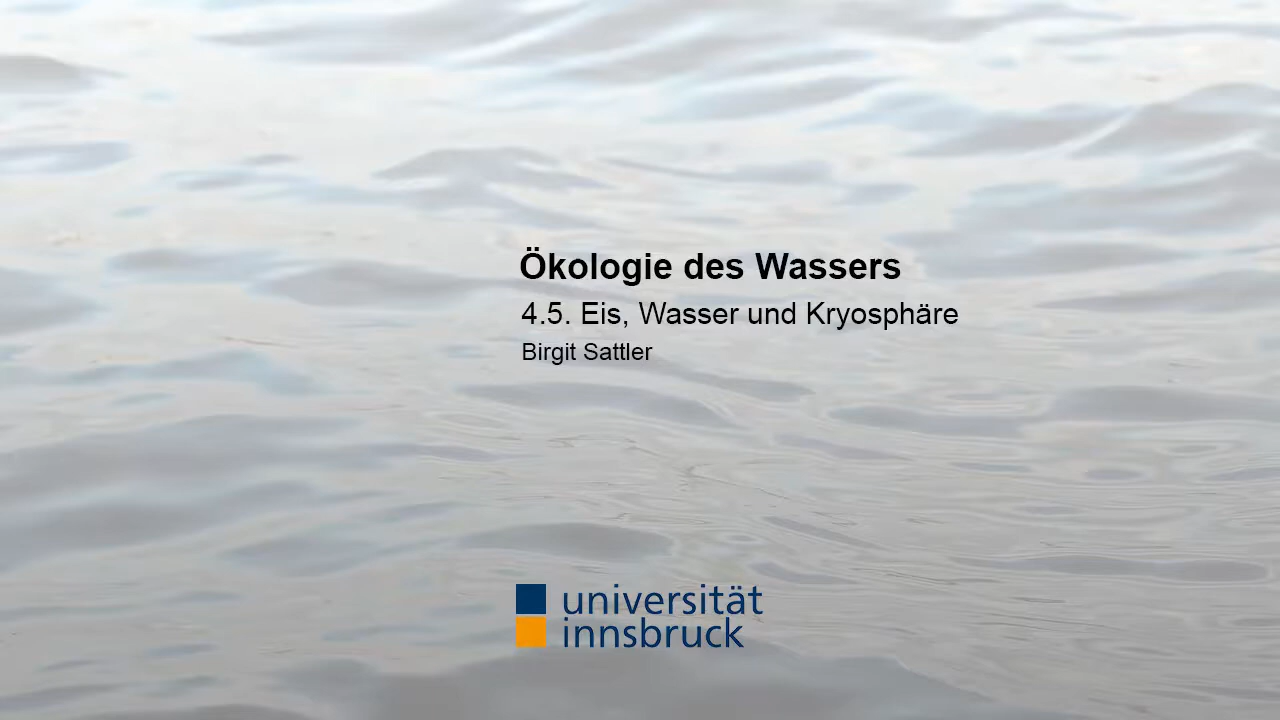 Ökologie des Wassers
4.5. Eis, Wasser und Kryosphäre
Birgit Sattler
universität
innsbruck